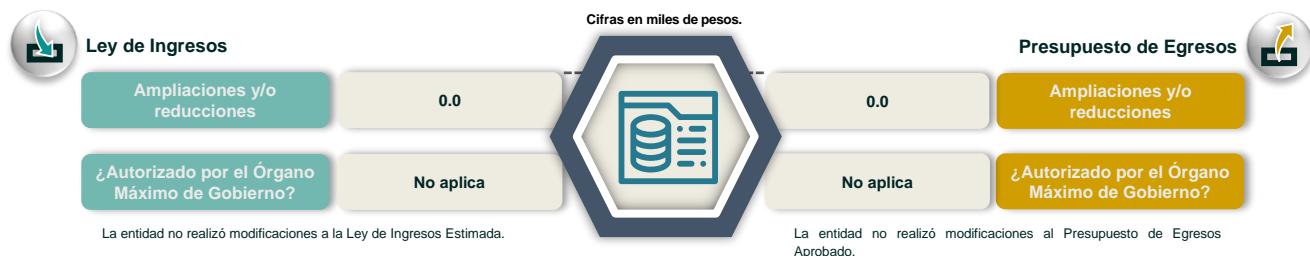 Cifras en miles de pesos.
Ley de Ingresos
Presupuesto de Egresos
Ampliaciones y/o
reducciones
0.0
0.0
Ampliaciones y/o
reducciones
¿Autorizado por el Órgano
Máximo de Gobierno?
No aplica
No aplica
¿Autorizado por el Órgano
Máximo de Gobierno?
La entidad no realizó modificaciones a la Ley de Ingresos Estimada.
La entidad no realizó modificaciones al Presupuesto de Egresos
Aprobado.